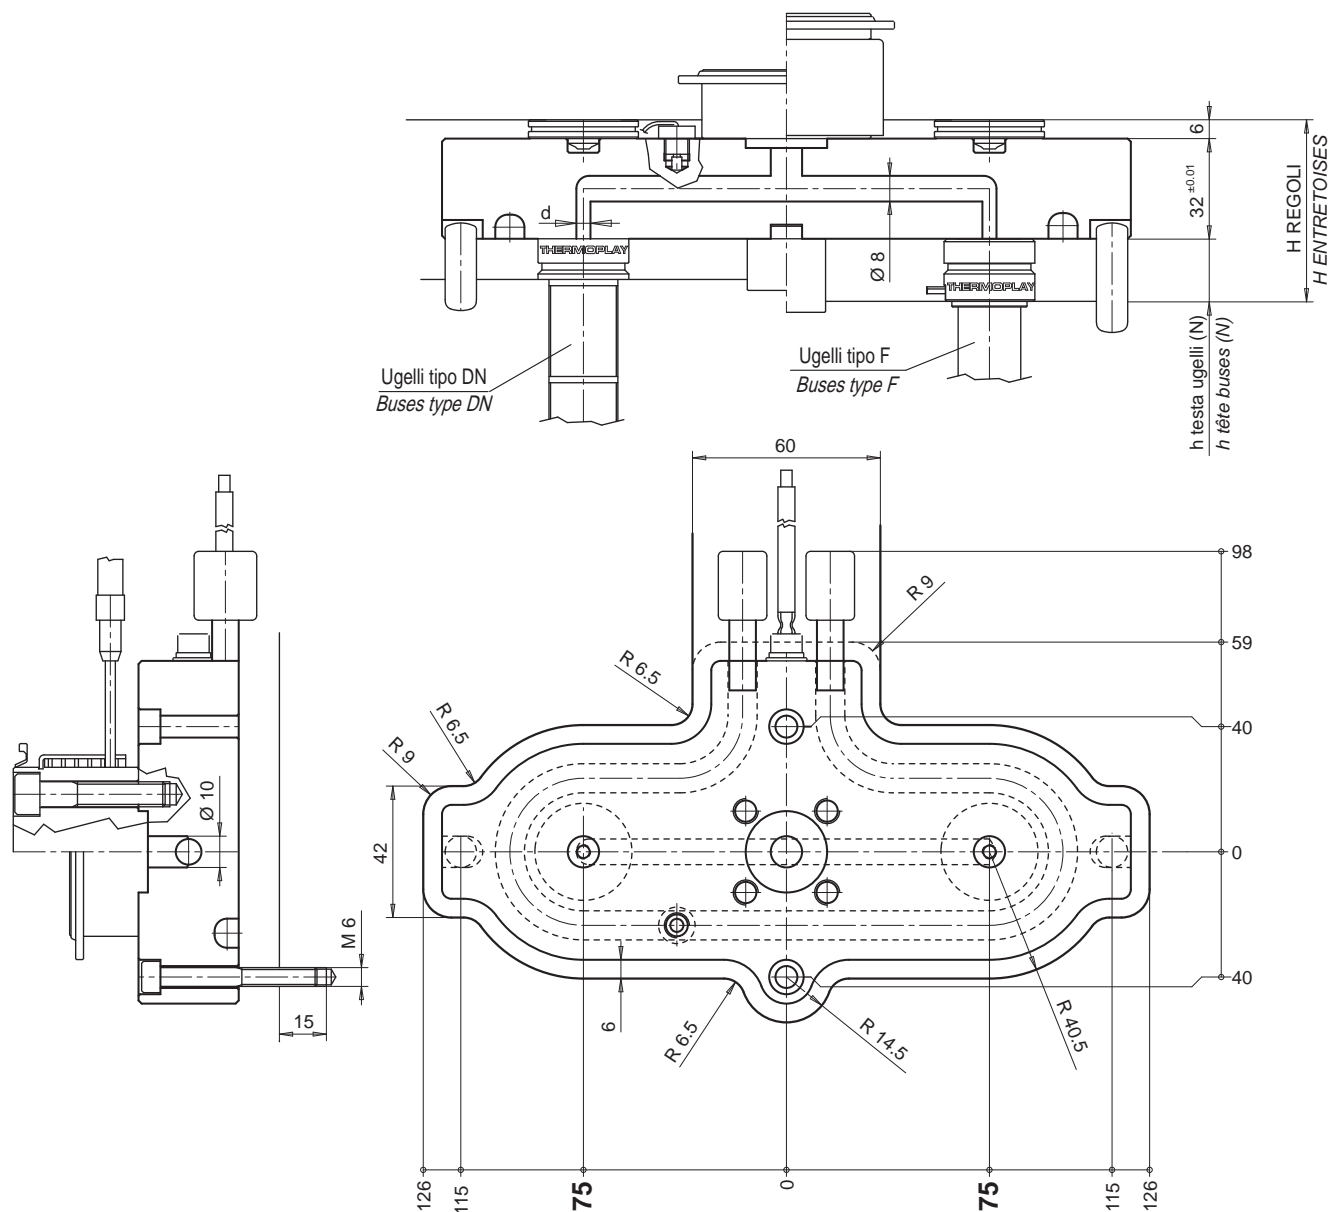 6
32 ±0.01
H REGOLI
H ENTRETOISES
d
Ø 8
THERMOPLAY
THERMOPLAY
h testa ugelli (N)
h tête buses (N)
Ugelli tipo DN
Buses type DN
Ugelli tipo F
Buses type F
60
98
R 9
59
R 6.5
R 6.5
40
R 9
Ø 10
42
0
M 6
40
15
6
R 6.5
R 14.5
R 40.5
126
115
75
0
75
115
126